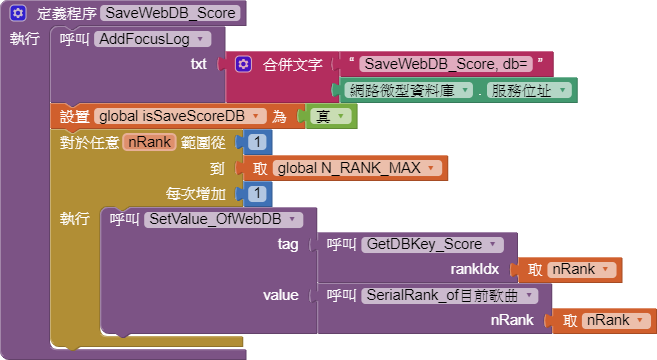 定義程序 SaveWebDB_Score
執行 呼叫 AddFocusLog
txt 合併文字 “ SaveWebDB_Score, db= ”
網路微型資料庫 . 服務位址
設置 global isSaveScoreDB 為 真
對於任意 nRank 範圍從 1
到 取 global N_RANK_MAX
每次增加 1
執行 呼叫 SetValue_OfWebDB
tag 呼叫 GetDBKey_Score
rankIdx 取 nRank
value 呼叫 SerialRank_of目前歌曲
nRank 取 nRank